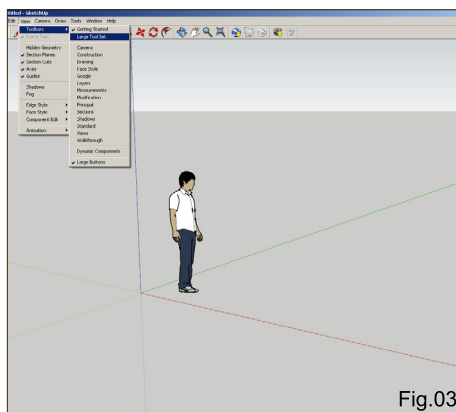 titled - SketchUp
Edit View Camera Draw Tools Window Help
Toolbars
Getting Started
Large Tool Set
Hidden Geometry
Camera
Section Planes
Construction
Section Cuts
Drawing
Axes
Face Style
Guides
Google
Layers
Shadows
Measurements
Fog
Modification
Edge Style
Principal
Face Style
Sections
Component Edit
Shadows
Standard
Animation
Views
Walkthrough
Dynamic Components
Large Buttons
Fig.03